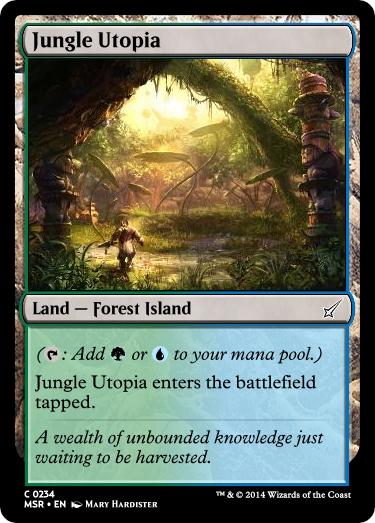 Jungle Utopia
Land — Forest Island
(: Add or to your mana pool.)
Jungle Utopia enters the battlefield
tapped.
A wealth of unbounded knowledge just
waiting to be harvested.
C 0234
MSR • EN Mary Hardister
™ & © 2014 Wizards of the Coast